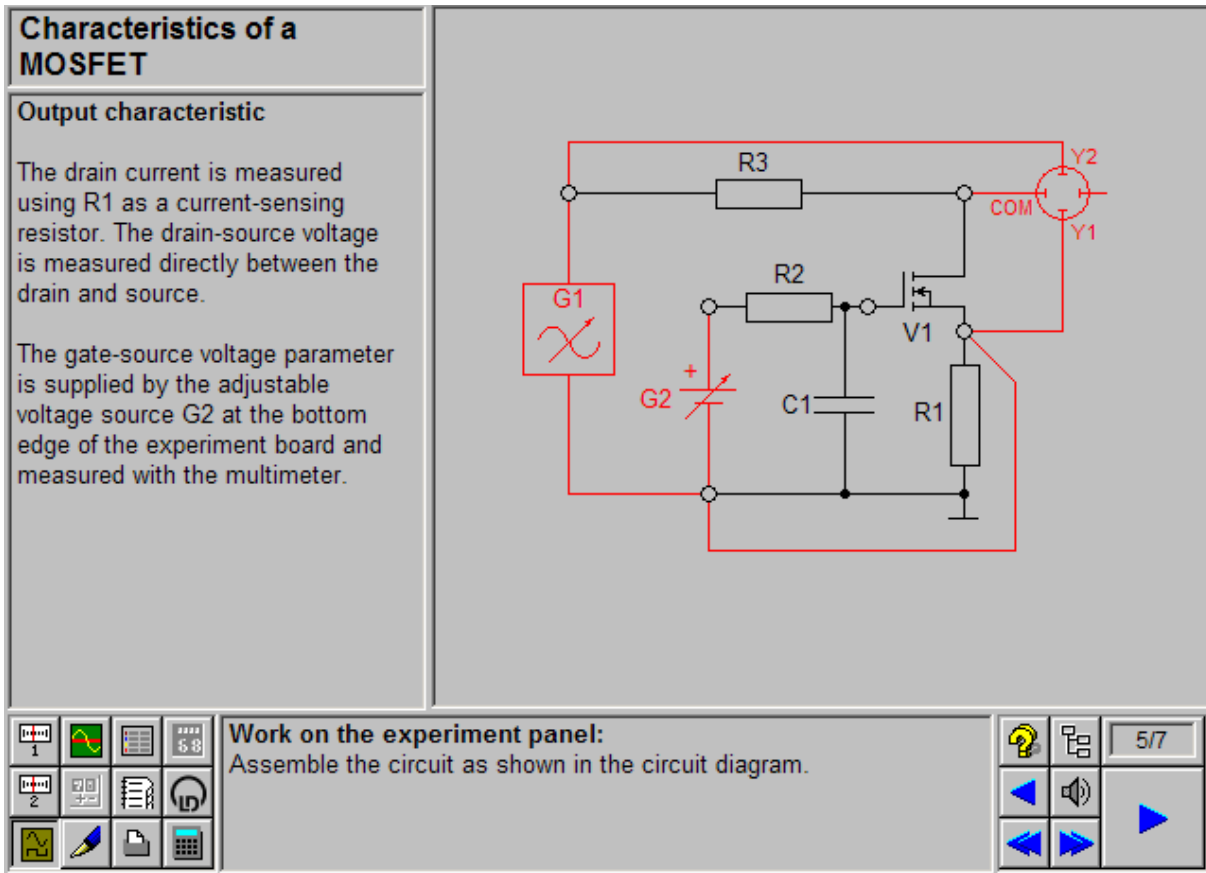 Characteristics of a
MOSFET
Output characteristic
The drain current is measured
using R1 as a current-sensing
resistor. The drain-source voltage
is measured directly between the
drain and source.
The gate-source voltage parameter
is supplied by the adjustable
voltage source G2 at the bottom
edge of the experiment board and
measured with the multimeter.
R3
Y2
COM
Y1
G1
R2
V1
+
G2
C1
R1
1
2
LD
Work on the experiment panel:
Assemble the circuit as shown in the circuit diagram.
5/7